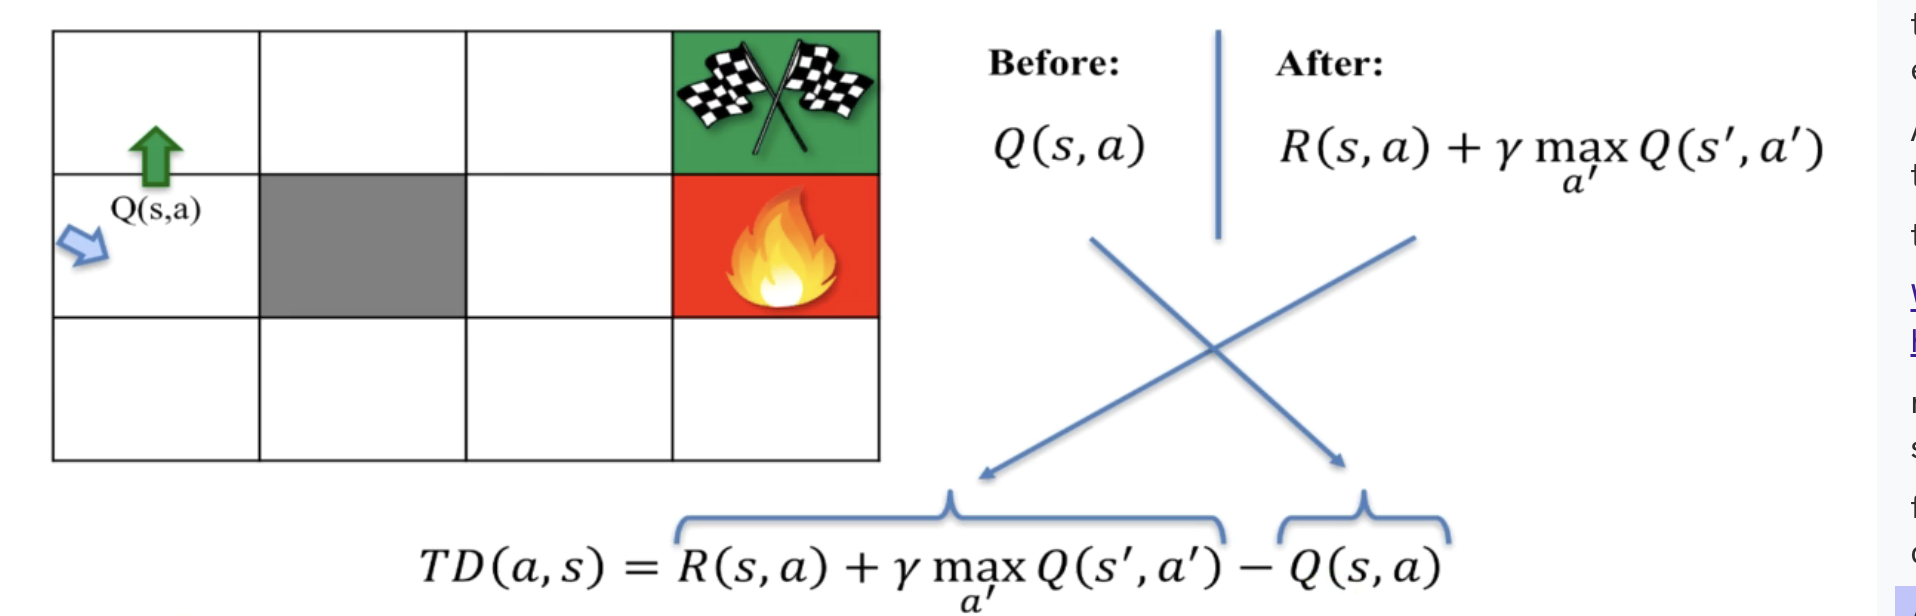 Before:
After:
Q(s, a)
R(s, a) + γ max Q(s′, a′)
a′
Q(s,a)
TD(a, s) = R(s, a) + γ max Q(s′, a′) − Q(s, a)
a′